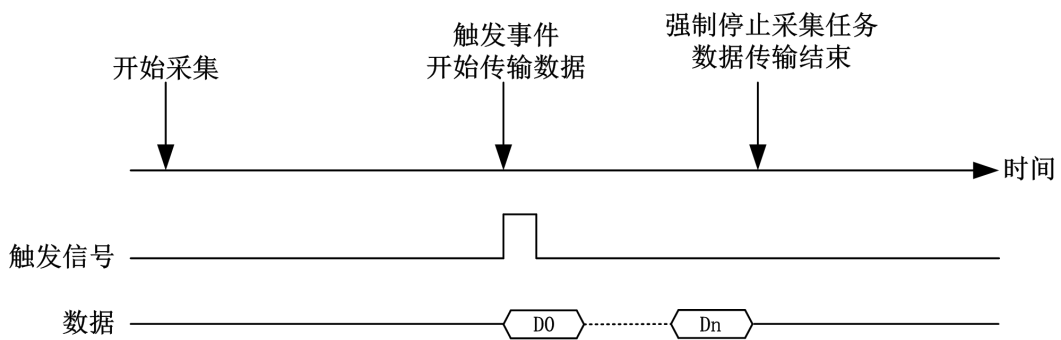 开始采集
触发事件
开始传输数据
强制停止采集任务
数据传输结束
时间
触发信号
数据
D0
Dn